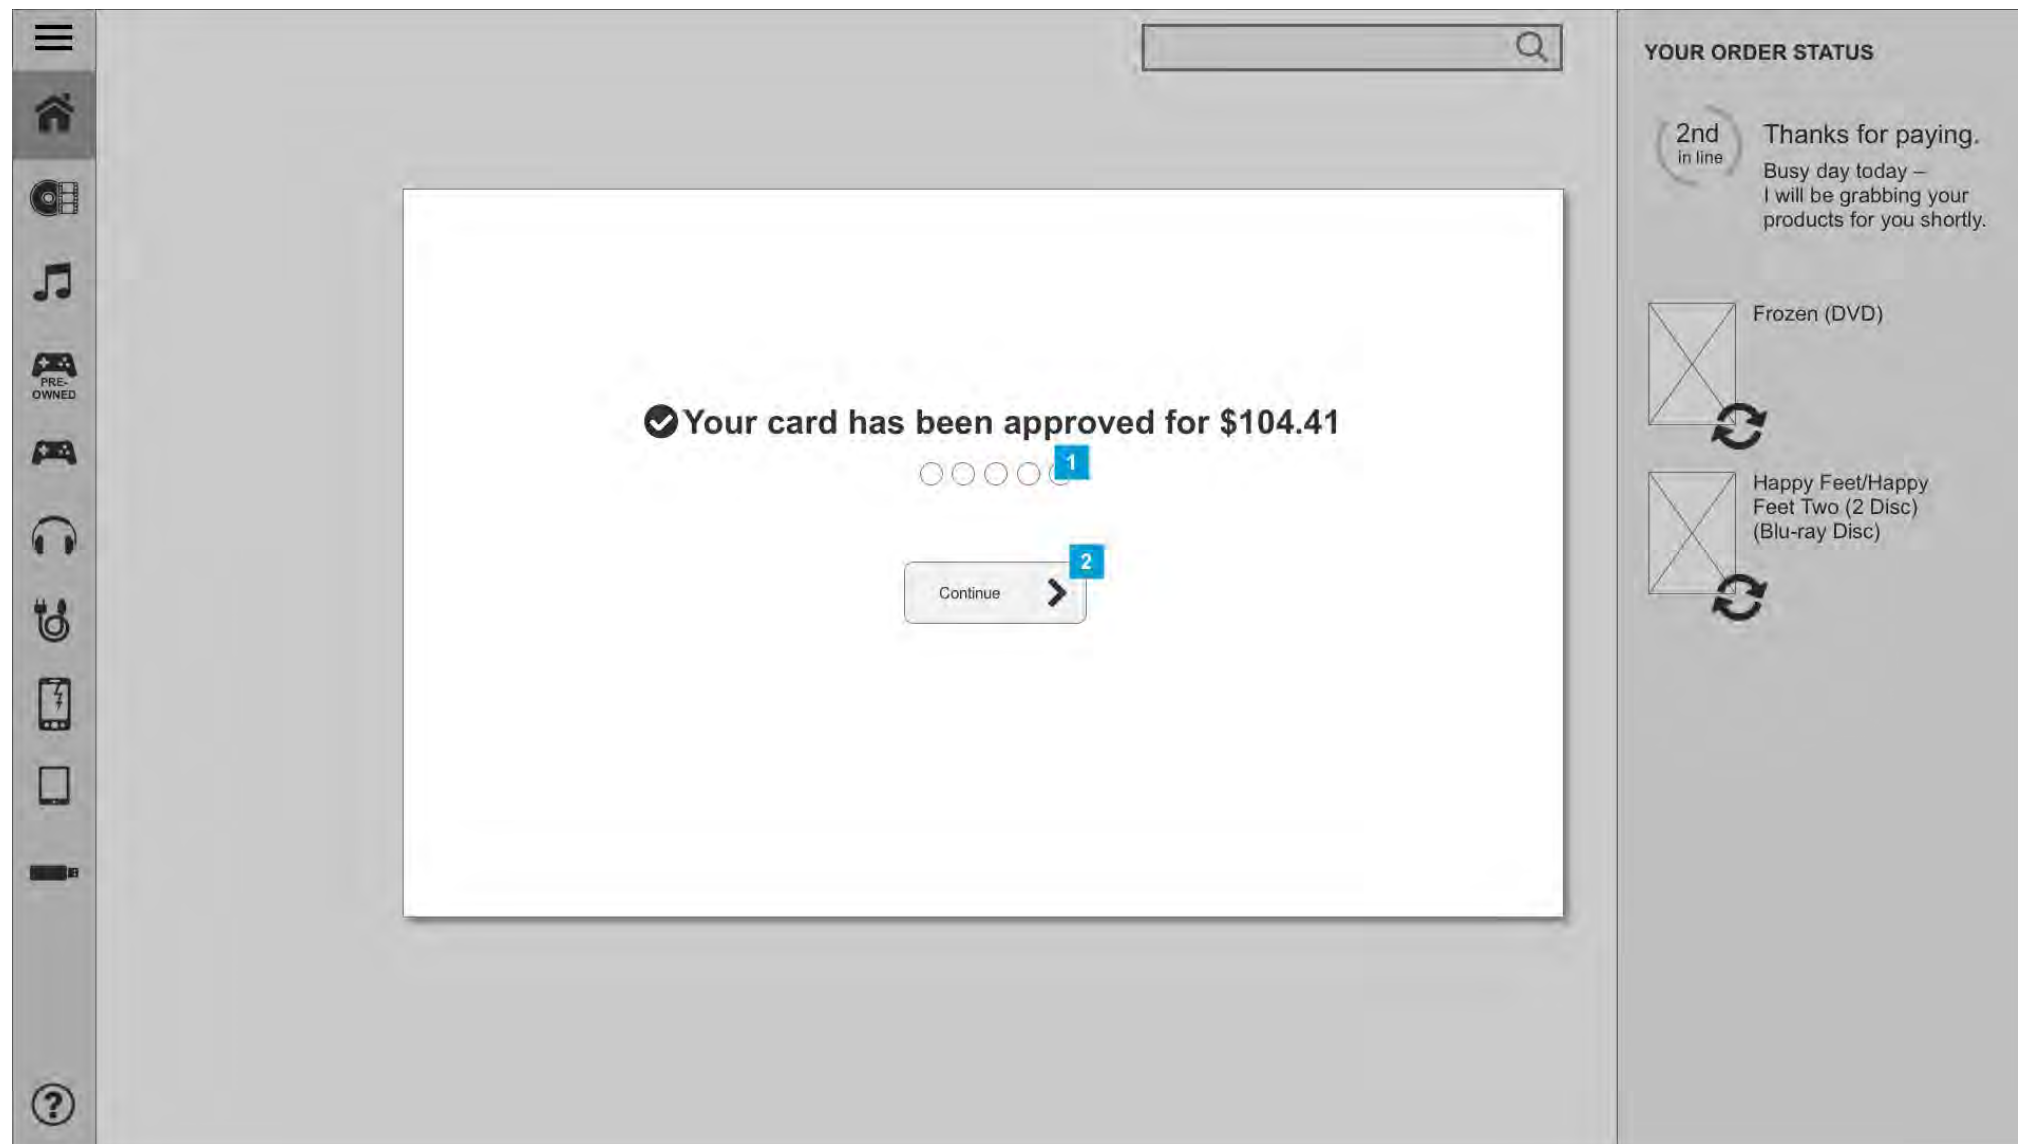 YOUR ORDER STATUS
2nd
in line
Thanks for paying.
Busy day today –
I will be grabbing your
products for you shortly.
PRE-
OWNED
Frozen (DVD)
Your card has been approved for $104.41
1
Happy Feet/Happy
Feet Two (2 Disc)
(Blu-ray Disc)
2
Continue
?